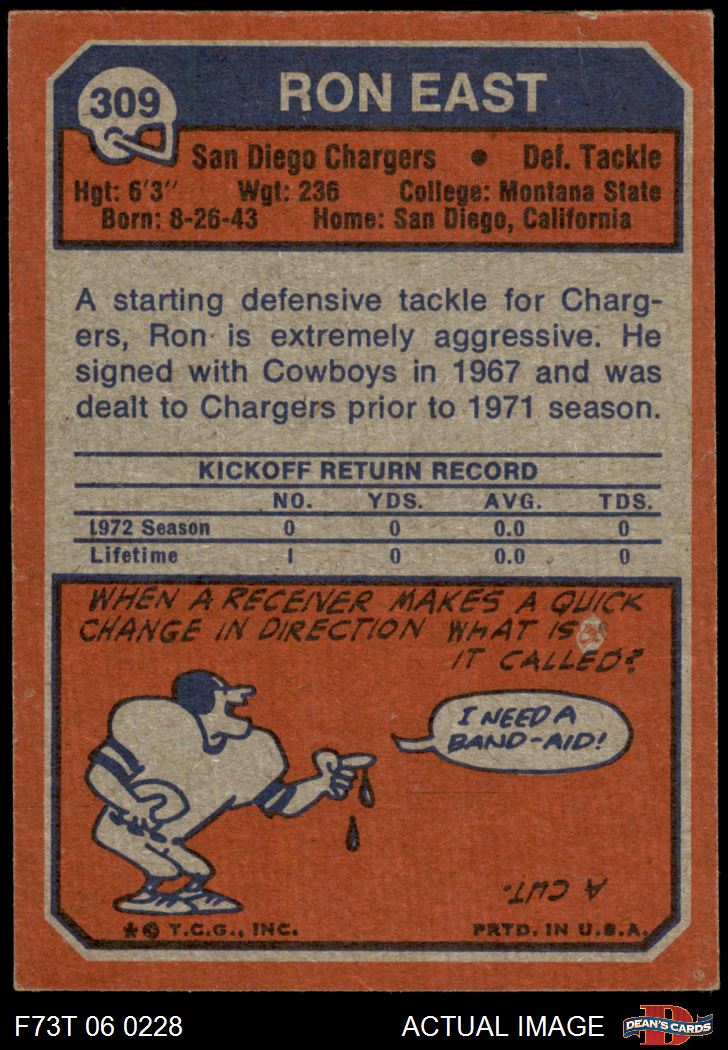 309
RON EAST
San Diego Chargers • Def. Tackle
Hgt: 6'3" Wgt: 236 College: Montana State
Born: 8-26-43 Home: San Diego, California
A starting defensive tackle for Charg-
ers, Ron is extremely aggressive. He
signed with Cowboys in 1967 and was
dealt to Chargers prior to 1971 season.
KICKOFF RETURN RECORD
NO. YDS. AVG. TDS.
1972 Season 0 0 0.0 0
Lifetime 1 0 0.0 0
WHEN A RECEIVER MAKES A QUICK
CHANGE IN DIRECTION WHAT IS
IT CALLED?
I NEED A
BAND-AID!
A CUT.
*© T.C.G., INC. PRTD. IN U.S.A.
F73T 06 0228 ACTUAL IMAGE
D
DEAN'S CARDS